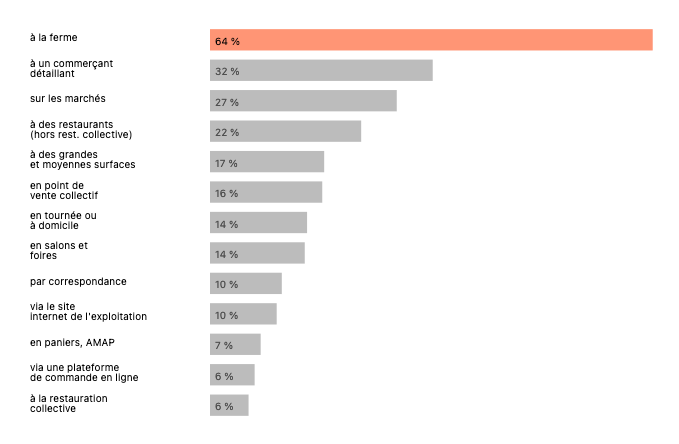 à la ferme
64 %
à un commerçant
détaillant
32 %
sur les marchés
27 %
à des restaurants
(hors rest. collective)
22 %
à des grandes
et moyennes surfaces
17 %
en point de
vente collectif
16 %
en tournée ou
à domicile
14 %
en salons et
foires
14 %
par correspondance
10 %
via le site
internet de l'exploitation
10 %
en paniers, AMAP
7 %
via une plateforme
de commande en ligne
6 %
à la restauration
collective
6 %